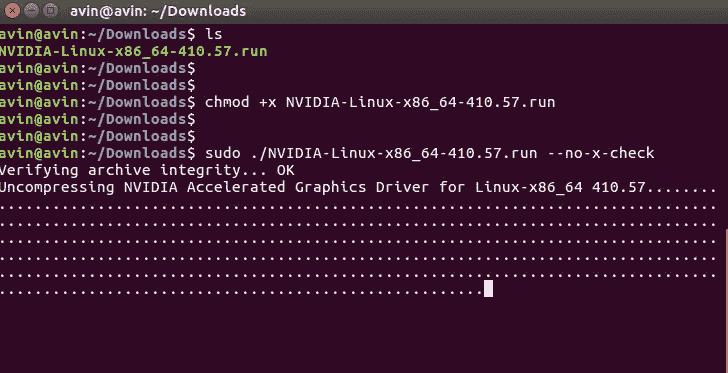 avin@avin: ~/Downloads
avin@avin:~/Downloads$ ls
NVIDIA-Linux-x86_64-410.57.run
avin@avin:~/Downloads$
avin@avin:~/Downloads$
avin@avin:~/Downloads$ chmod +x NVIDIA-Linux-x86_64-410.57.run
avin@avin:~/Downloads$
avin@avin:~/Downloads$
avin@avin:~/Downloads$ sudo ./NVIDIA-Linux-x86_64-410.57.run --no-x-check
Verifying archive integrity... OK
Uncompressing NVIDIA Accelerated Graphics Driver for Linux-x86_64 410.57........
................................................................................
................................................................................
................................................................................
................................................................................
................................................................................
......................................................